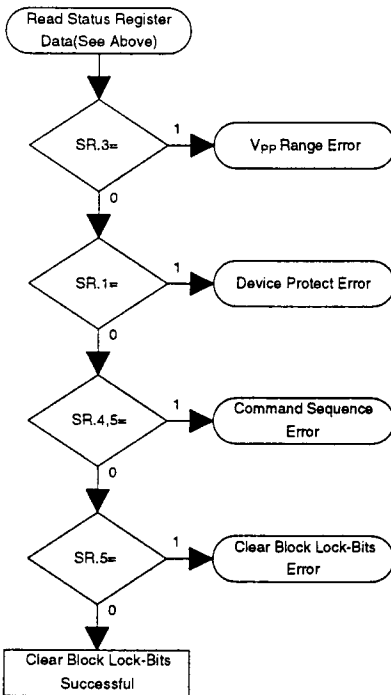 Read Status Register
Data(See Above)
SR.3=
1
VPP Range Error
0
SR.1=
1
Device Protect Error
0
SR.4,5=
1
Command Sequence
Error
0
SR.5=
1
Clear Block Lock-Bits
Error
0
Clear Block Lock-Bits
Successful